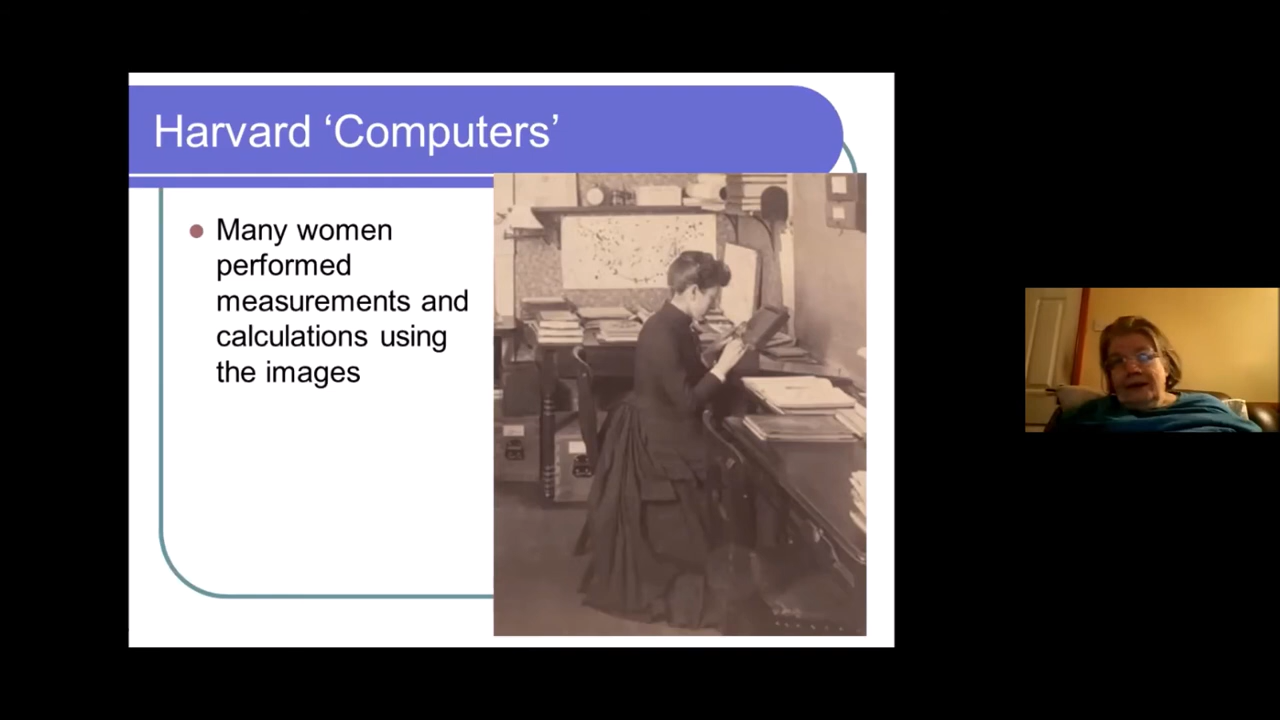 Harvard ‘Computers’
Many women
performed
measurements and
calculations using
the images